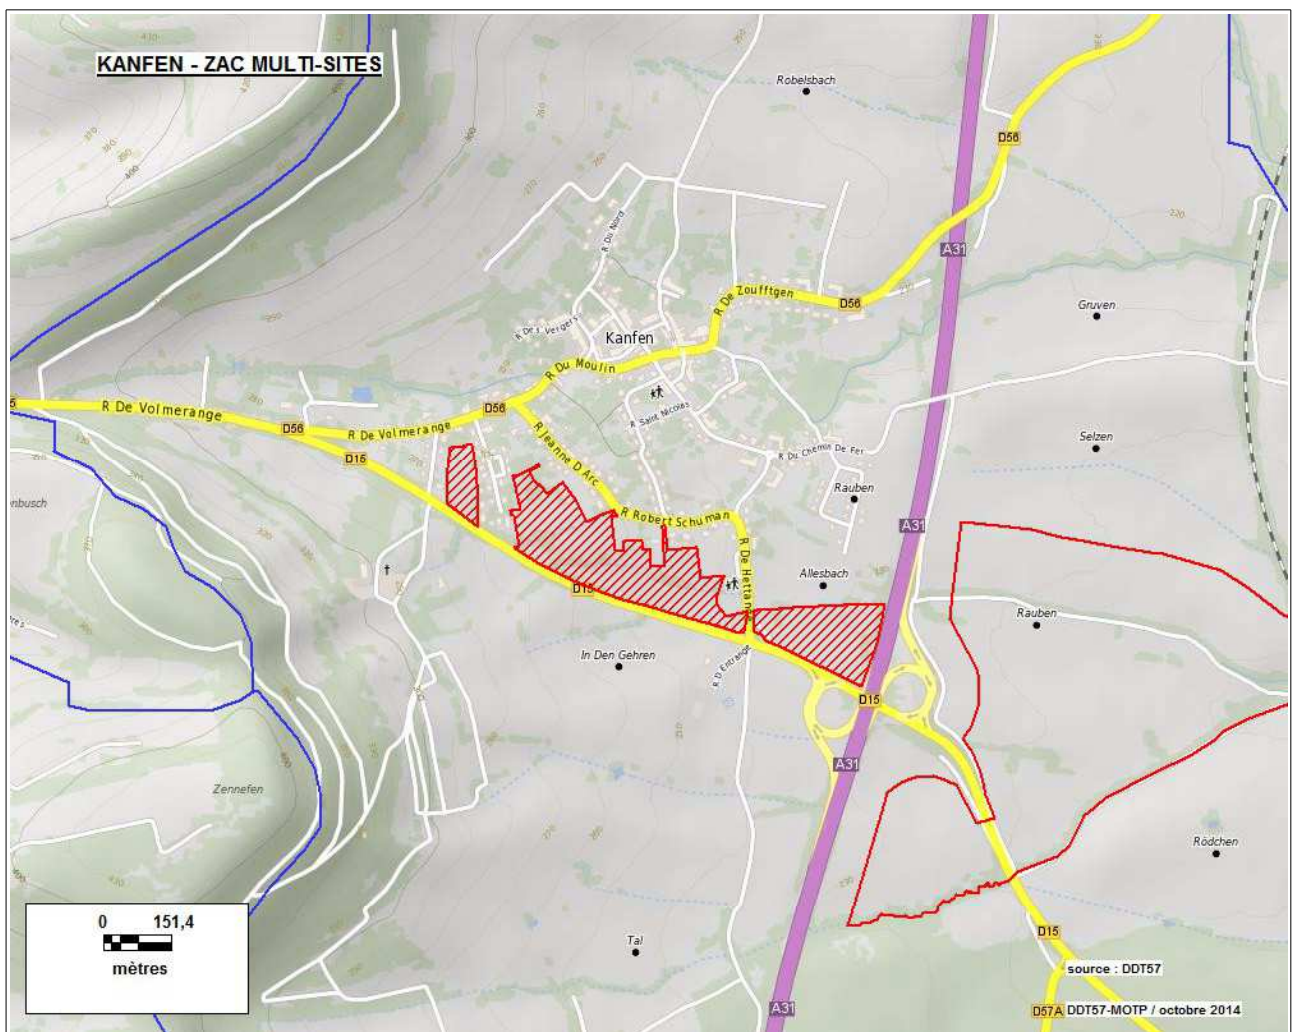 KANFEN - ZAC MULTI-SITES
Robelsbach
D56
A31
R Du Nord
R De Zoufftgen
D56
Gruven
R Des Vergers
Kanfen
R Du Moulin
R De Volmerange
D56
D56
R De Volmerange
R Saint Nicolas
R Jeanne D Arc
D15
R Du Chemin De Fer
Selzen
Rauben
R Robert Schuman
A31
R De Hettange
Allesbach
D15
Rauben
In Den Gehren
R D Entrange
D15
A31
Zennefen
Rödchen
0 151,4
mètres
Tal
D15
source : DDT57
A31
D57A
DDT57-MOTP / octobre 2014